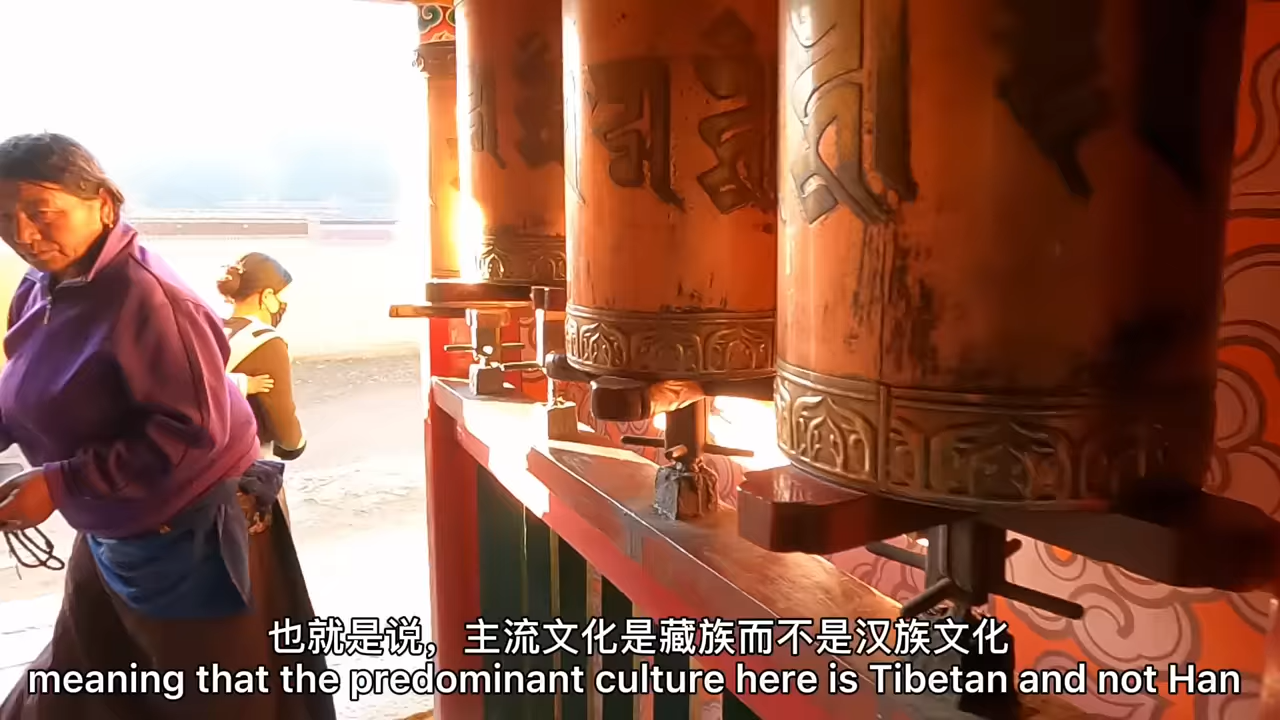 也就是说，主流文化是藏族而不是汉族文化
meaning that the predominant culture here is Tibetan and not Han